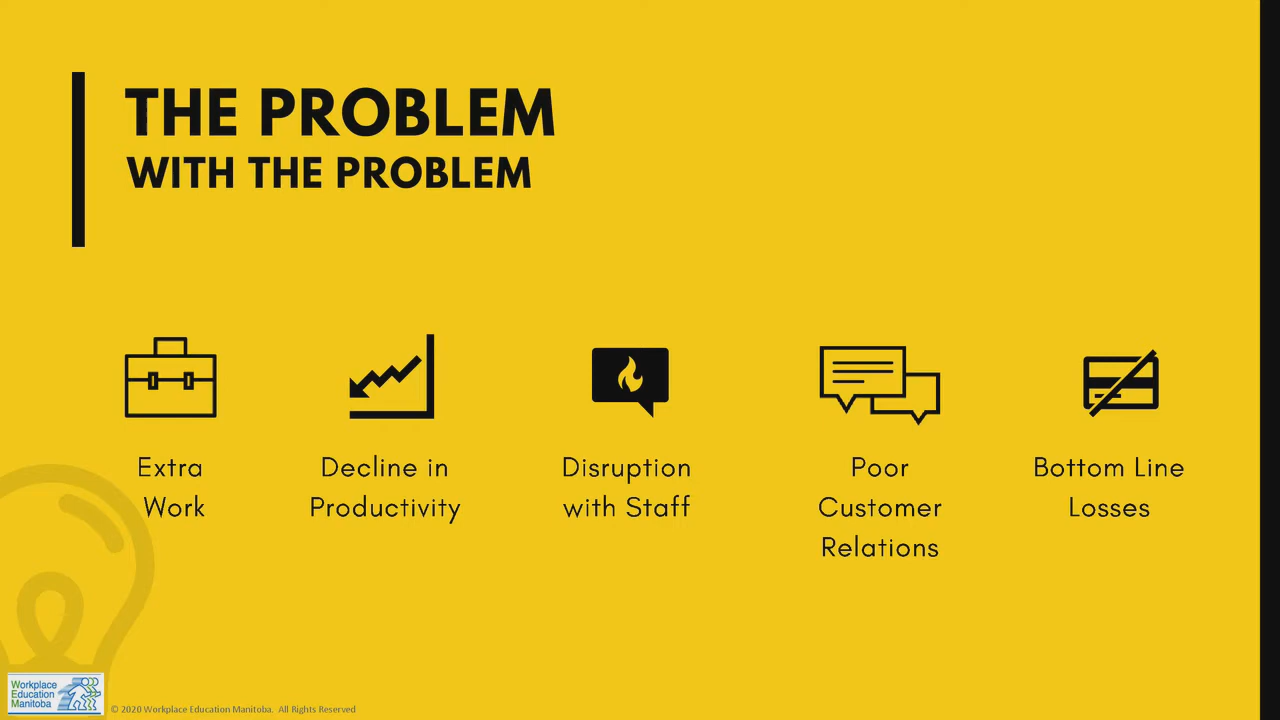 THE PROBLEM
WITH THE PROBLEM
Extra
Work
Decline in
Productivity
Disruption
with Staff
Poor
Customer
Relations
Bottom Line
Losses
Workplace
Education
Manitoba
© 2020 Workplace Education Manitoba. All Rights Reserved